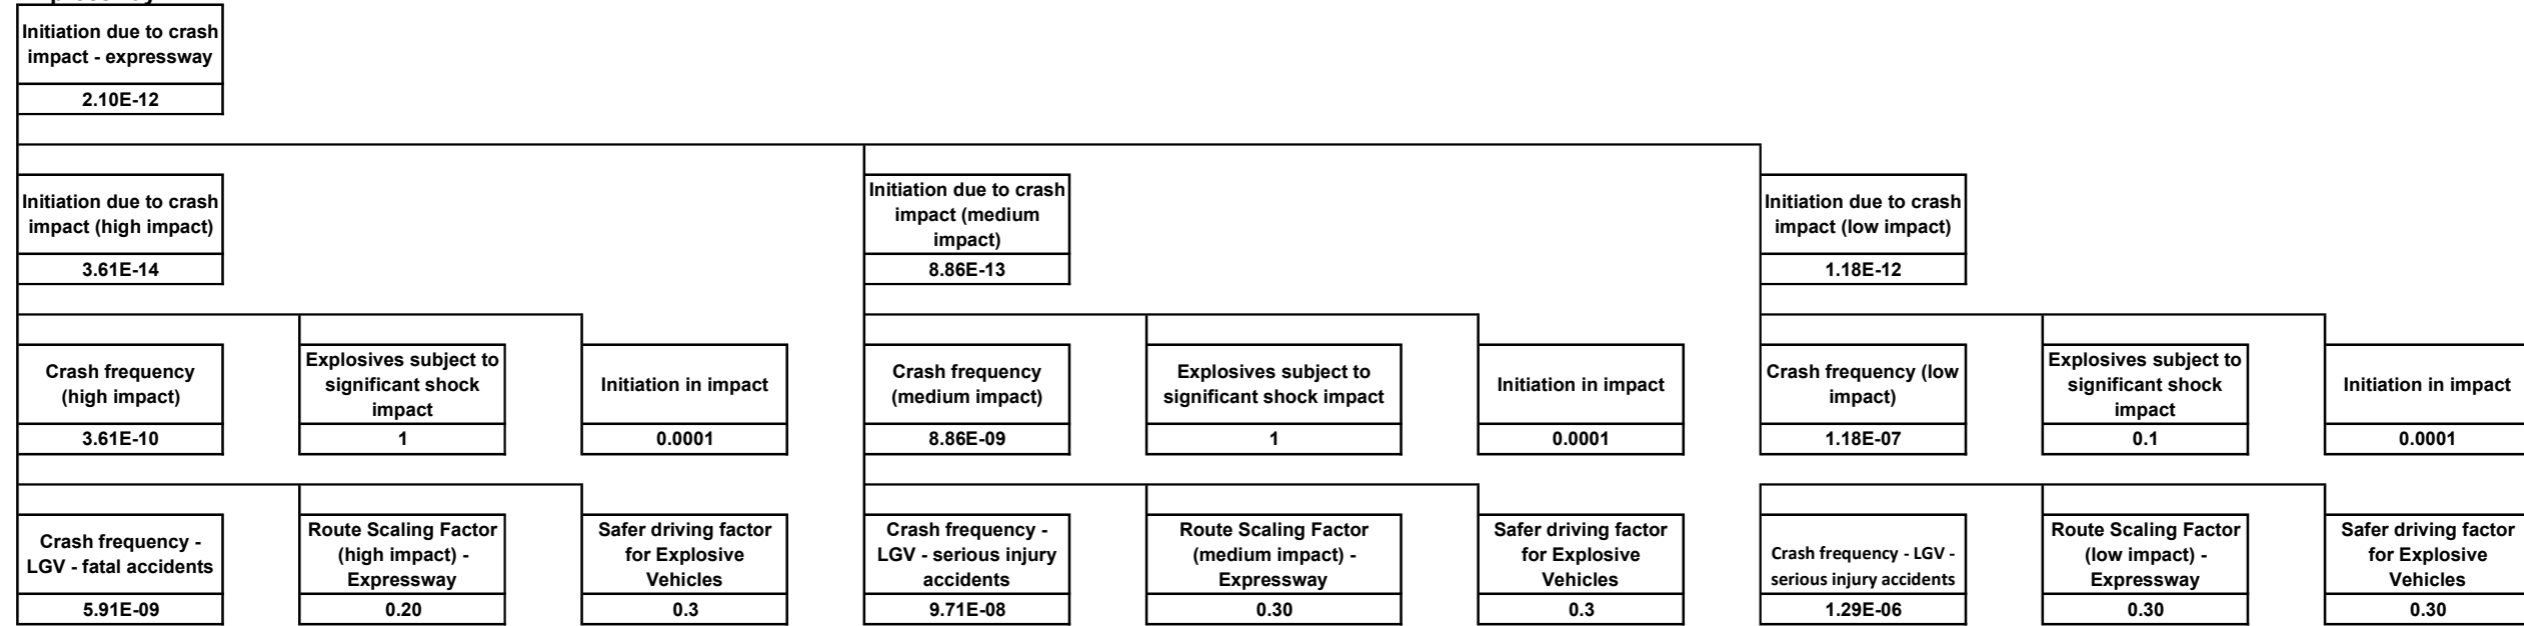 Initiation due to crash
impact - expressway
2.10E-12
Initiation due to crash
impact (high impact)
3.61E-14
Initiation due to crash
impact (medium
impact)
8.86E-13
Initiation due to crash
impact (low impact)
1.18E-12
Crash frequency
(high impact)
3.61E-10
Explosives subject to
significant shock
impact
1
Initiation in impact
0.0001
Crash frequency
(medium impact)
8.86E-09
Explosives subject to
significant shock impact
1
Initiation in impact
0.0001
Crash frequency (low
impact)
1.18E-07
Explosives subject to
significant shock
impact
0.1
Initiation in impact
0.0001
Crash frequency -
LGV - fatal accidents
5.91E-09
Route Scaling Factor
(high impact) -
Expressway
0.20
Safer driving factor
for Explosive
Vehicles
0.3
Crash frequency -
LGV - serious injury
accidents
9.71E-08
Route Scaling Factor
(medium impact) -
Expressway
0.30
Safer driving factor
for Explosive
Vehicles
0.3
Crash frequency - LGV -
serious injury accidents
1.29E-06
Route Scaling Factor
(low impact) -
Expressway
0.30
Safer driving factor
for Explosive
Vehicles
0.30